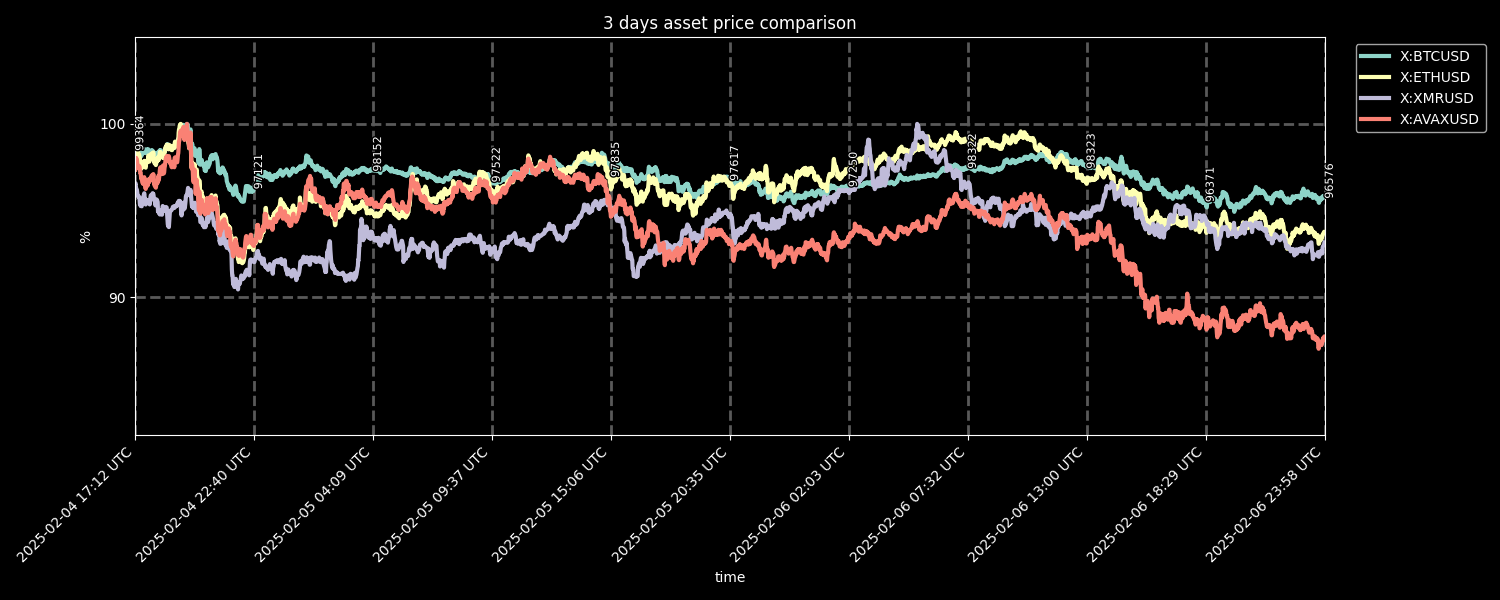 3 days asset price comparison
X:BTCUSD
X:ETHUSD
X:XMRUSD
X:AVAXUSD
100
90
%
99364
97121
98152
97522
97835
97617
97250
98322
98323
96371
96576
2025-02-04 17:12 UTC
2025-02-04 22:40 UTC
2025-02-05 04:09 UTC
2025-02-05 09:37 UTC
2025-02-05 15:06 UTC
2025-02-05 20:35 UTC
2025-02-06 02:03 UTC
2025-02-06 07:32 UTC
2025-02-06 13:00 UTC
2025-02-06 18:29 UTC
2025-02-06 23:58 UTC
time